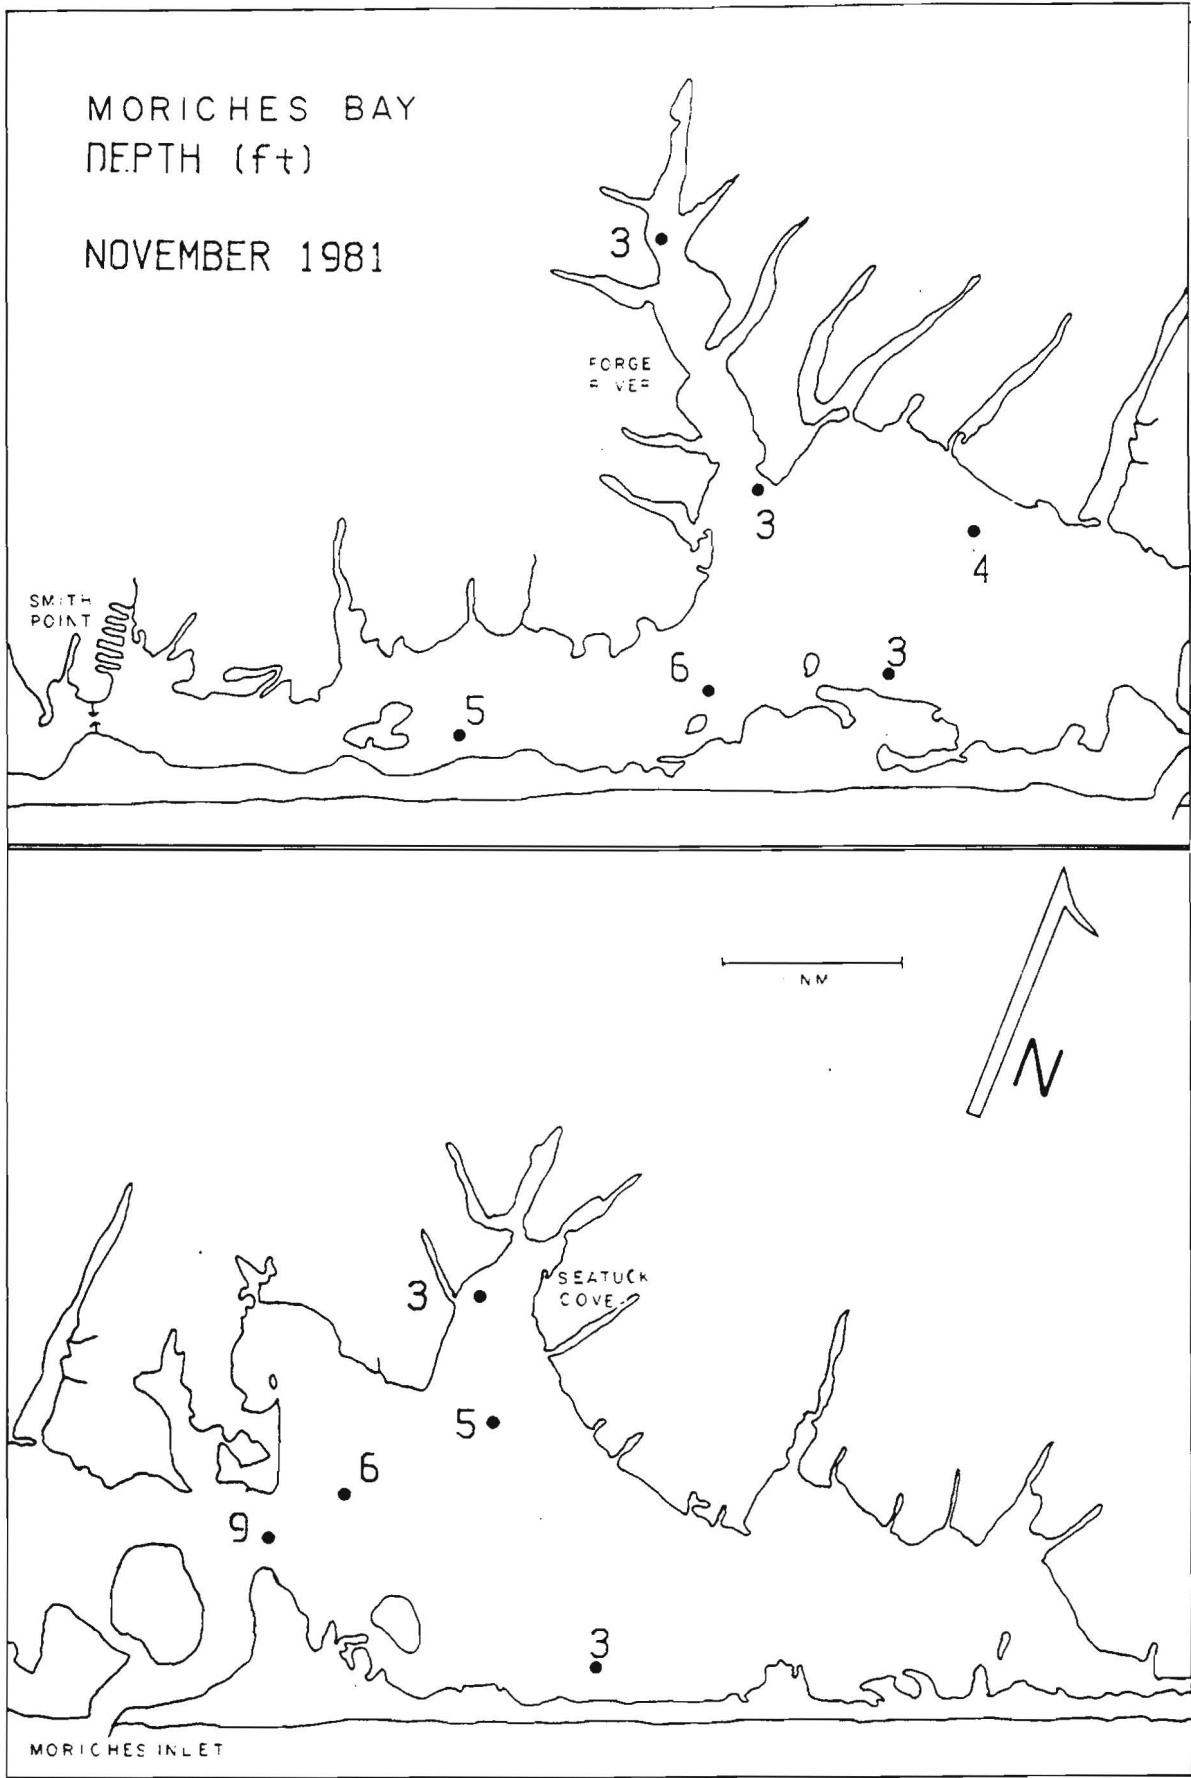 MORICHES BAY
DEPTH (ft)
NOVEMBER 1981
3
FORGE
RIVER
3
4
SMITH
POINT
3
6
5
NM
N
SEATUCK
COVE
3
5
6
9
3
MORICHES INLET